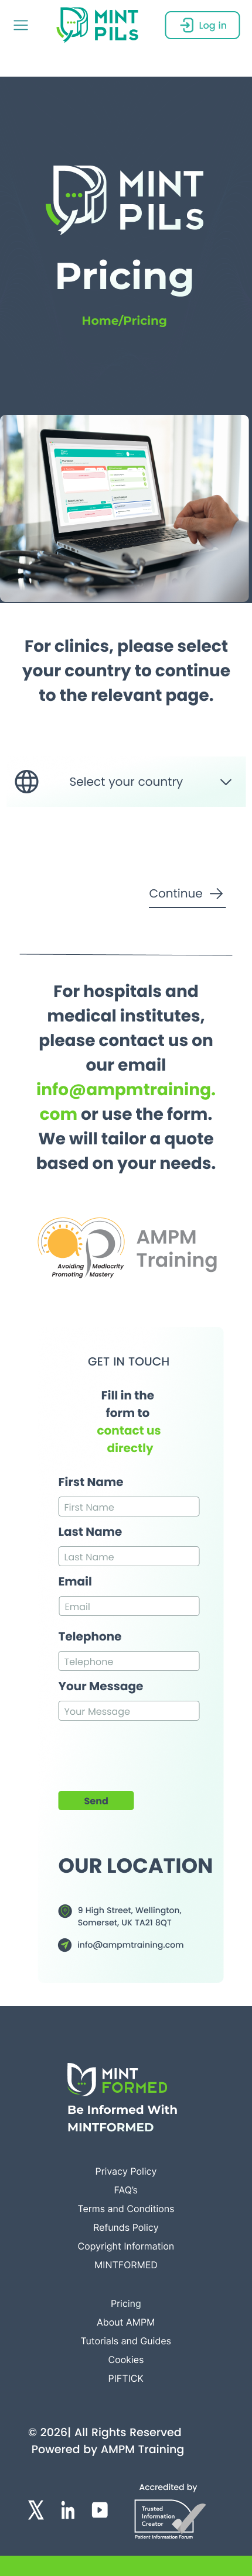 MINT
PILS
Log in
MINT
PILS
Pricing
Home/Pricing
For clinics, please select
your country to continue
to the relevant page.
Select your country
Continue
For hospitals and
medical institutes,
please contact us on
our email
info@ampmtraining.
com or use the form.
We will tailor a quote
based on your needs.
Avoiding Mediocrity
Promoting Mastery
AMPM
Training
GET IN TOUCH
Fill in the
form to
contact us
directly
First Name
First Name
Last Name
Last Name
Email
Email
Telephone
Telephone
Your Message
Your Message
Send
OUR LOCATION
9 High Street, Wellington,
Somerset, UK TA21 8QT
info@ampmtraining.com
MINT
FORMED
Be Informed With
MINTFORMED
Privacy Policy
FAQ's
Terms and Conditions
Refunds Policy
Copyright Information
MINTFORMED
Pricing
About AMPM
Tutorials and Guides
Cookies
PIFTICK
© 2026| All Rights Reserved
Powered by AMPM Training
Accredited by
Trusted
Information
Creator
Patient Information Forum